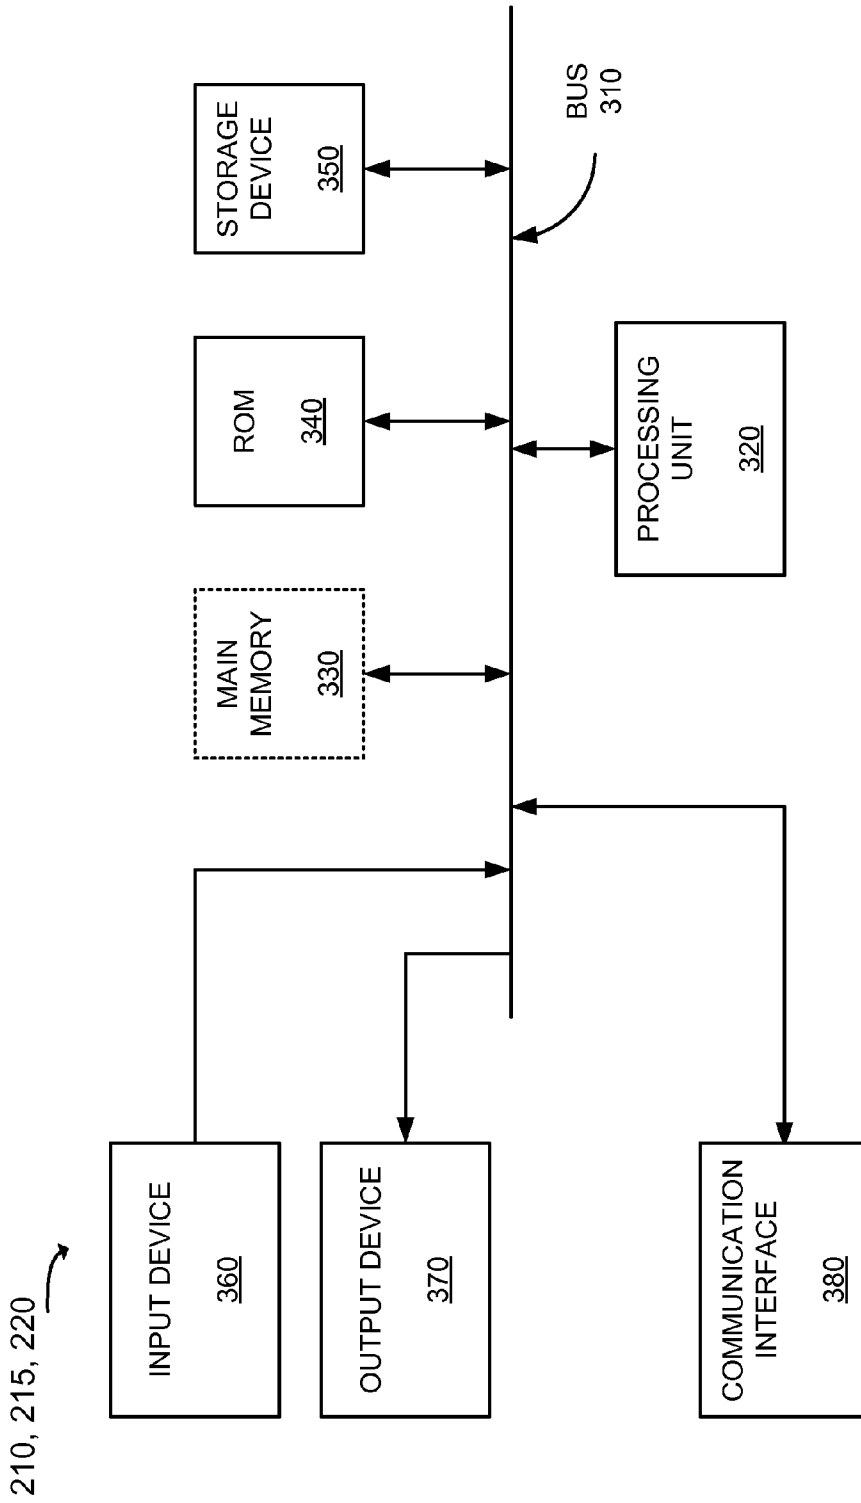 210, 215, 220
INPUT DEVICE
360
OUTPUT DEVICE
370
COMMUNICATION
INTERFACE
380
MAIN
MEMORY
330
ROM
340
STORAGE
DEVICE
350
PROCESSING
UNIT
320
BUS
310